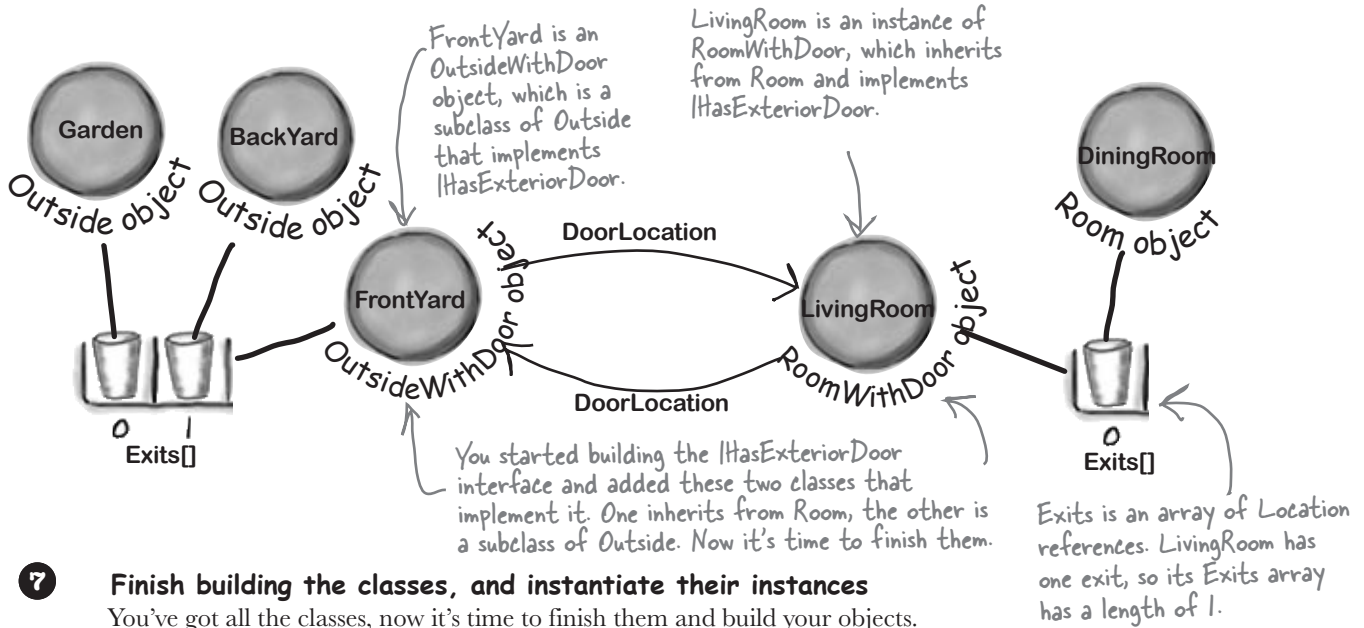 FrontYard is an
OutsideWithDoor
object, which is a
subclass of Outside
that implements
IHasExteriorDoor.
LivingRoom is an instance of
RoomWithDoor, which inherits
from Room and implements
IHasExteriorDoor.
Garden
Outside object
BackYard
Outside object
DiningRoom
Room object
DoorLocation
FrontYard
OutsideWithDoor object
LivingRoom
RoomWithDoor object
DoorLocation
0 1
Exits[]
0
Exits[]
You started building the IHasExteriorDoor
interface and added these two classes that
implement it. One inherits from Room, the other is
a subclass of Outside. Now it's time to finish them.
Exits is an array of Location
references. LivingRoom has
one exit, so its Exits array
has a length of 1.
7 Finish building the classes, and instantiate their instances
You've got all the classes, now it's time to finish them and build your objects.